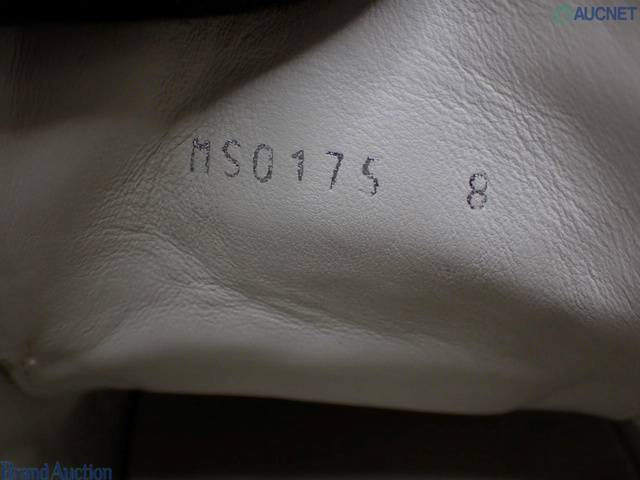 AUCNET
MS0175 8
Brand Auction